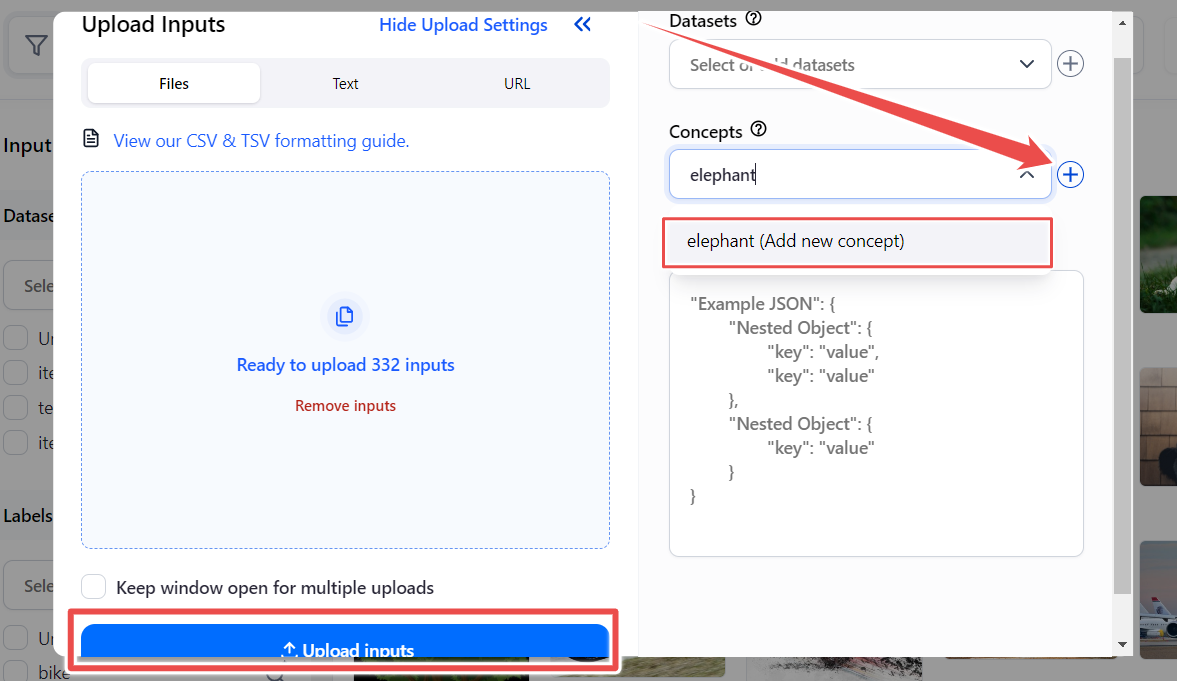 Upload Inputs
Hide Upload Settings
Files
Text
URL
View our CSV & TSV formatting guide.
Ready to upload 332 inputs
Remove inputs
Keep window open for multiple uploads
Upload inputs
Datasets
Select or add datasets
Concepts
elephant
elephant (Add new concept)
"Example JSON": {
"Nested Object": {
"key": "value",
"key": "value"
},
"Nested Object": {
"key": "value"
}
}
Input
Datase
Sele
Un
ite
te
ite
Labels
Sele
Un
bike